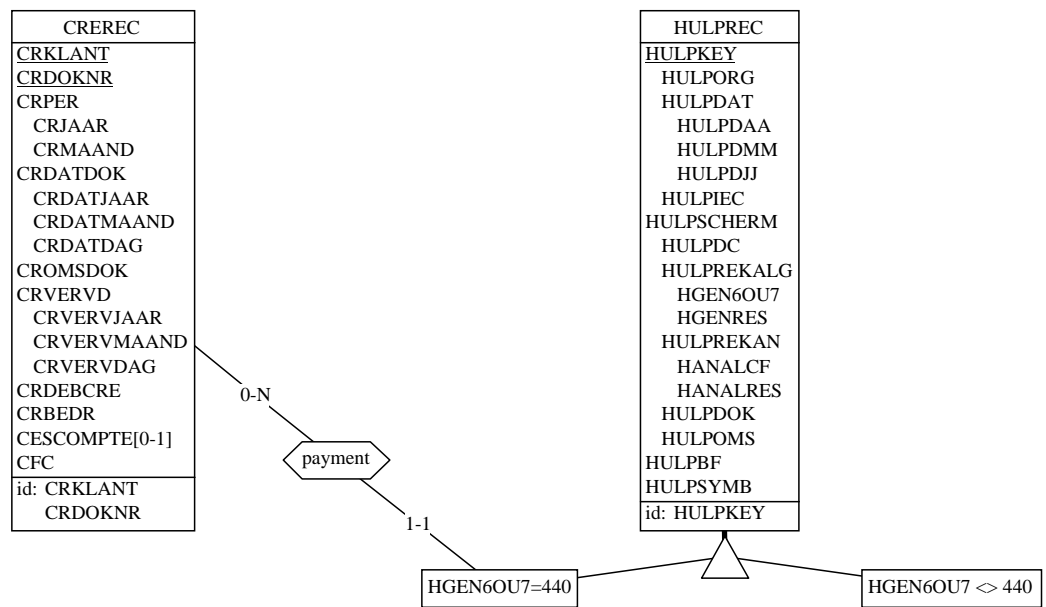 CREREC
CRKLANT
CRDOKNR
CRPER
CRJAAR
CRMAAND
CRDATDOK
CRDATJAAR
CRDATMAAND
CRDATDAG
CROMSDOK
CRVERVD
CRVERVJAAR
CRVERVMAAND
CRVERVDAG
CRDEBCRE
CRBEDR
CESCOMPTE[0-1]
CFC
id: CRKLANT
CRDOKNR
0-N
payment
1-1
HULPREC
HULPKEY
HULPORG
HULPDAT
HULPDAA
HULPDMM
HULPDJJ
HULPIEC
HULPSCHERM
HULPDC
HULPREKALG
HGEN6OU7
HGENRES
HULPREKAN
HANALCF
HANALRES
HULPDOK
HULPOMS
HULPBF
HULPSYMB
id: HULPKEY
HGEN6OU7=440
HGEN6OU7 <> 440